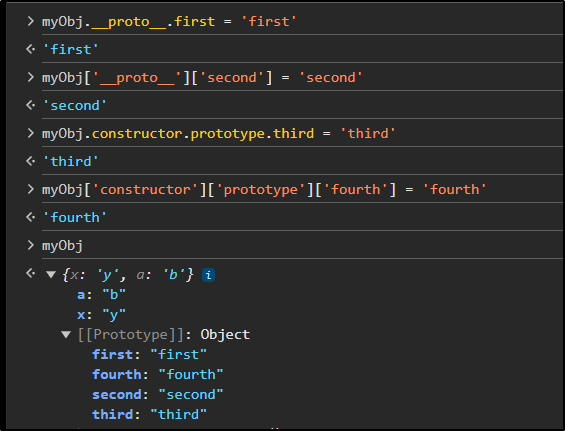 > myObj.__proto__.first = 'first'
<· 'first'
> myObj['__proto__']['second'] = 'second'
<· 'second'
> myObj.constructor.prototype.third = 'third'
<· 'third'
> myObj['constructor']['prototype']['fourth'] = 'fourth'
<· 'fourth'
> myObj
<· ▼ {x: 'y', a: 'b'} i
a: "b"
x: "y"
▼ [[Prototype]]: Object
first: "first"
fourth: "fourth"
second: "second"
third: "third"